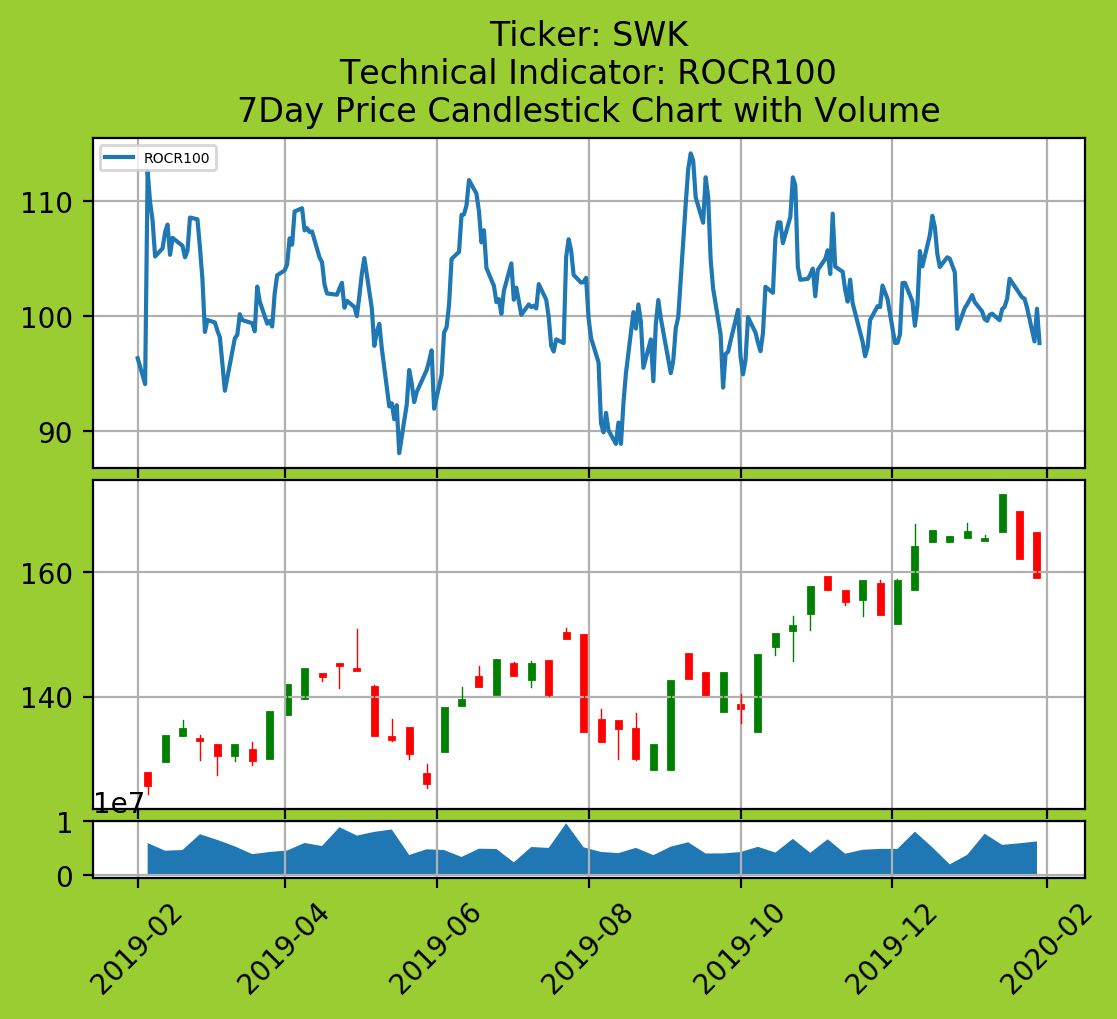 Ticker: SWK
Technical Indicator: ROCR100
7Day Price Candlestick Chart with Volume
ROCR100
110
100
90
160
140
1e7
1
0
2019-02
2019-04
2019-06
2019-08
2019-10
2019-12
2020-02